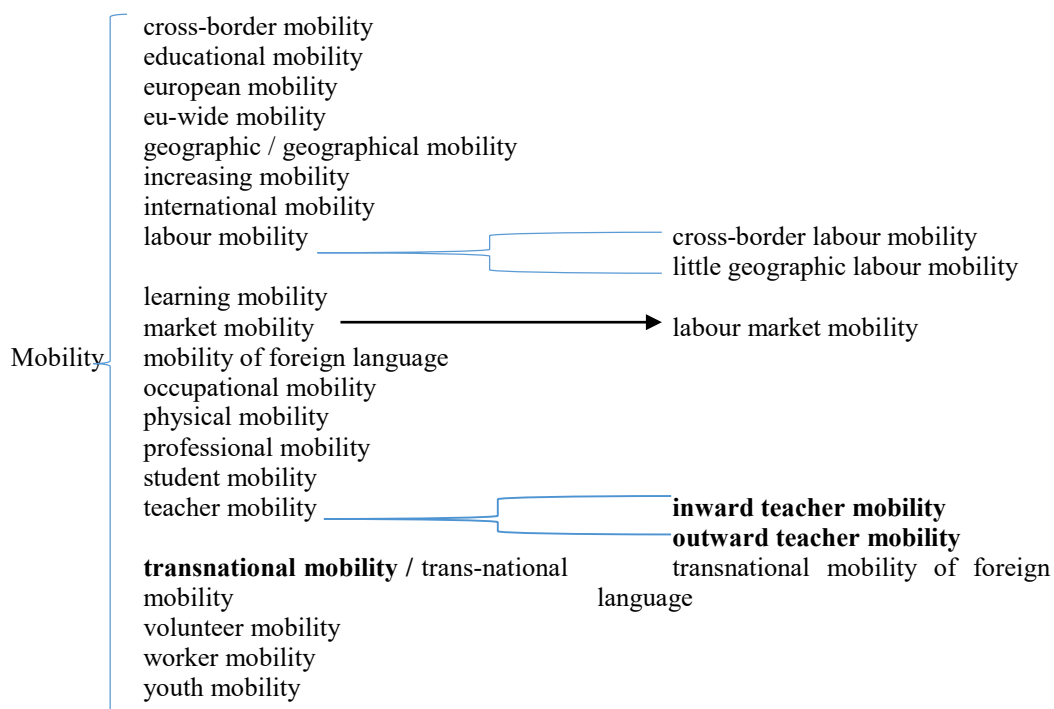 cross-border mobility
educational mobility
european mobility
eu-wide mobility
geographic / geographical mobility
increasing mobility
international mobility
labour mobility
cross-border labour mobility
little geographic labour mobility
learning mobility
market mobility
labour market mobility
Mobility
mobility of foreign language
occupational mobility
physical mobility
professional mobility
student mobility
teacher mobility
inward teacher mobility
outward teacher mobility
transnational mobility / trans-national
mobility
transnational mobility of foreign
language
volunteer mobility
worker mobility
youth mobility